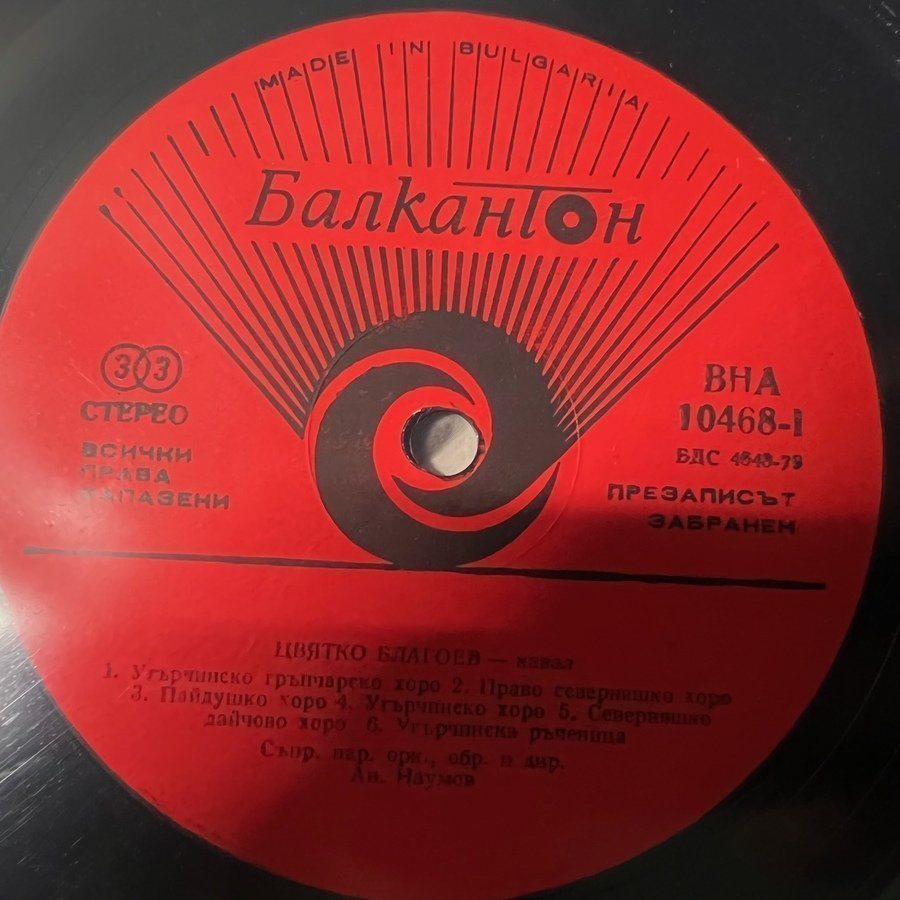 MADE IN BULGARIA
Балкантон
33
СТЕРЕО
ВСИЧКИ
ПРАВА
ЗАПАЗЕНИ
ВНА
10468-I
БДС 4643-79
ПРЕЗАПИСЪТ
ЗАБРАНЕН
ЦВЯТКО БЛАГОЕВ — кавал
1. Угърчинско грънчарско хоро 2. Право северняшко хоро
3. Пайдушко хоро 4. Угърчинско хоро 5. Северняшко
дайчово хоро 6. Угърчинска ръченица
Съпр. нар. орк., обр. и дир.
Ан. Наумов